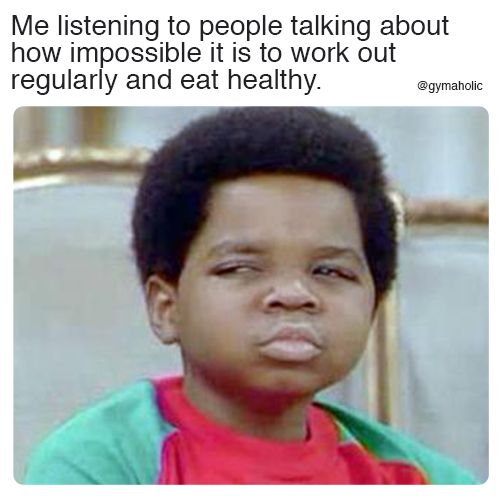 Me listening to people talking about
how impossible it is to work out
regularly and eat healthy.
@gymaholic